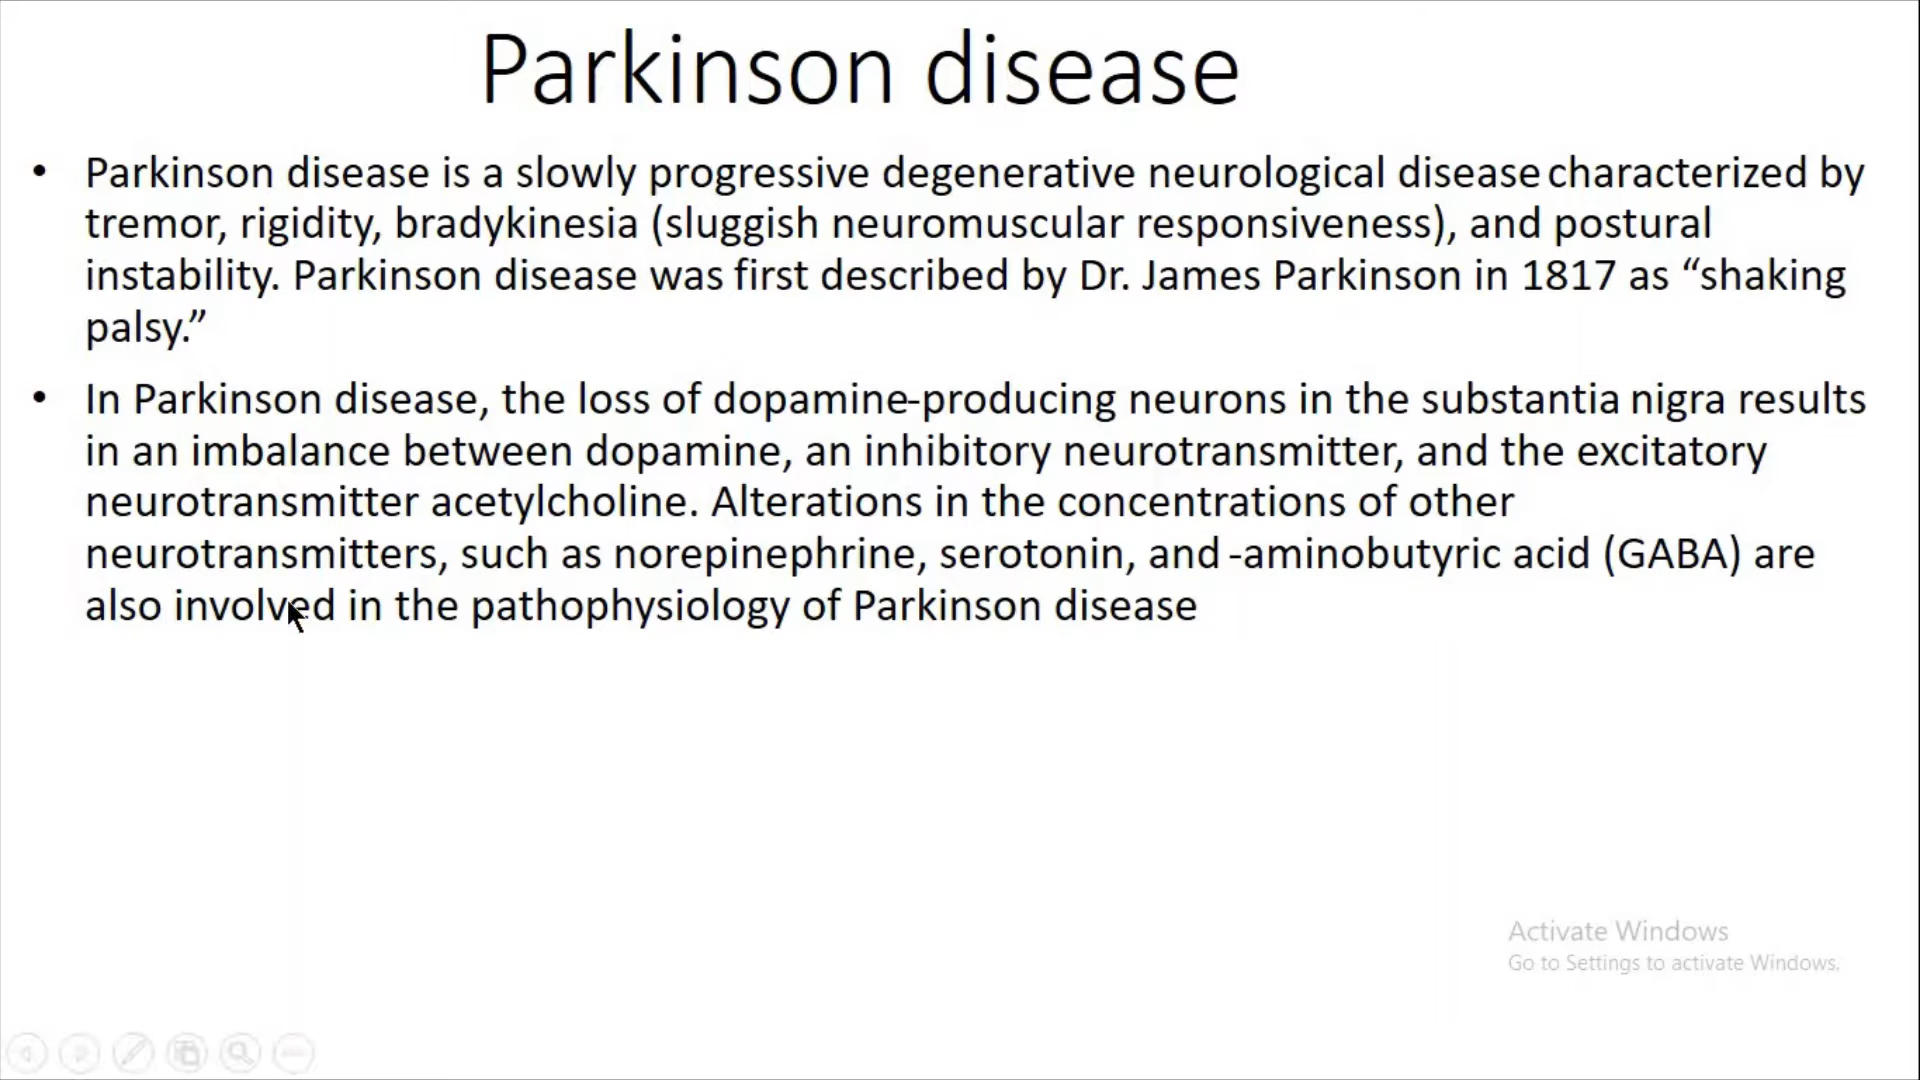 Parkinson disease
• Parkinson disease is a slowly progressive degenerative neurological disease characterized by
tremor, rigidity, bradykinesia (sluggish neuromuscular responsiveness), and postural
instability. Parkinson disease was first described by Dr. James Parkinson in 1817 as “shaking
palsy.”
• In Parkinson disease, the loss of dopamine-producing neurons in the substantia nigra results
in an imbalance between dopamine, an inhibitory neurotransmitter, and the excitatory
neurotransmitter acetylcholine. Alterations in the concentrations of other
neurotransmitters, such as norepinephrine, serotonin, and -aminobutyric acid (GABA) are
also involved in the pathophysiology of Parkinson disease
Activate Windows
Go to Settings to activate Windows.